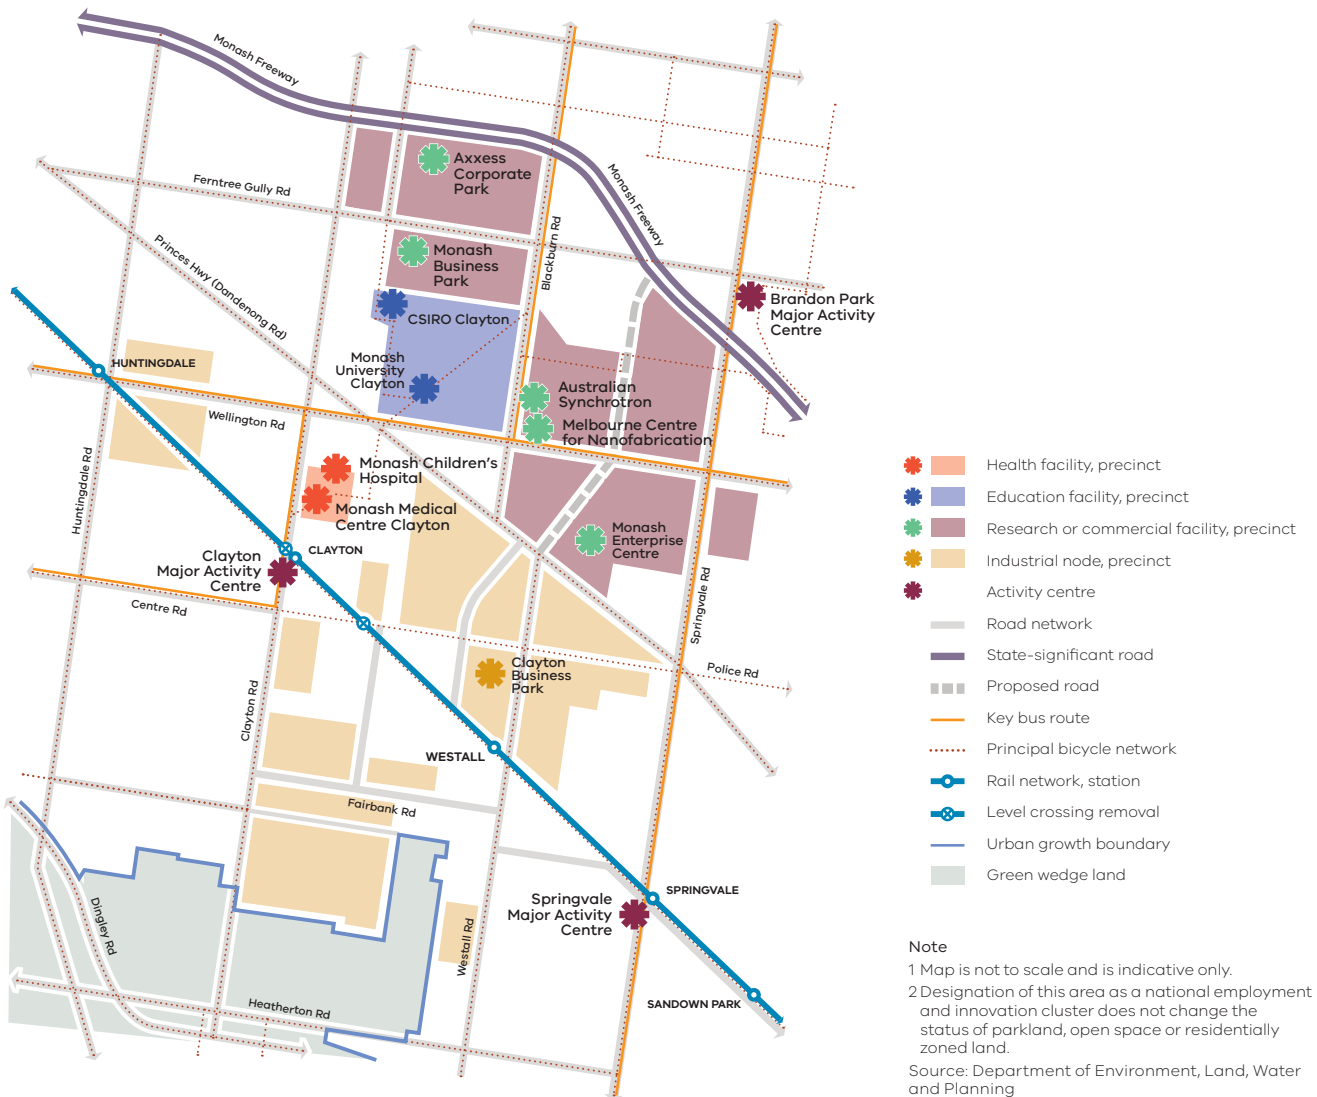 Monash Freeway
Axxess
Corporate
Park
Monash Freeway
Ferntree Gully Rd
Blackburn Rd
Princes Hwy (Dandenong Rd)
Monash
Business
Park
Brandon Park
Major Activity
Centre
CSIRO Clayton
HUNTINGDALE
Monash
University
Clayton
Australian
Synchrotron
Wellington Rd
Melbourne Centre
for Nanofabrication
Huntingdale Rd
Monash Children's
Hospital
Monash Medical
Centre Clayton
Monash
Enterprise
Centre
CLAYTON
Clayton
Major Activity
Centre
Centre Rd
Springvale Rd
Clayton
Business
Park
Police Rd
Clayton Rd
WESTALL
Fairbank Rd
Dingley Rd
Westall Rd
SPRINGVALE
Springvale
Major Activity
Centre
SANDOWN PARK
Heatherton Rd
Health facility, precinct
Education facility, precinct
Research or commercial facility, precinct
Industrial node, precinct
Activity centre
Road network
State-significant road
Proposed road
Key bus route
Principal bicycle network
Rail network, station
Level crossing removal
Urban growth boundary
Green wedge land
Note
1 Map is not to scale and is indicative only.
2 Designation of this area as a national employment
and innovation cluster does not change the
status of parkland, open space or residentially
zoned land.
Source: Department of Environment, Land, Water
and Planning